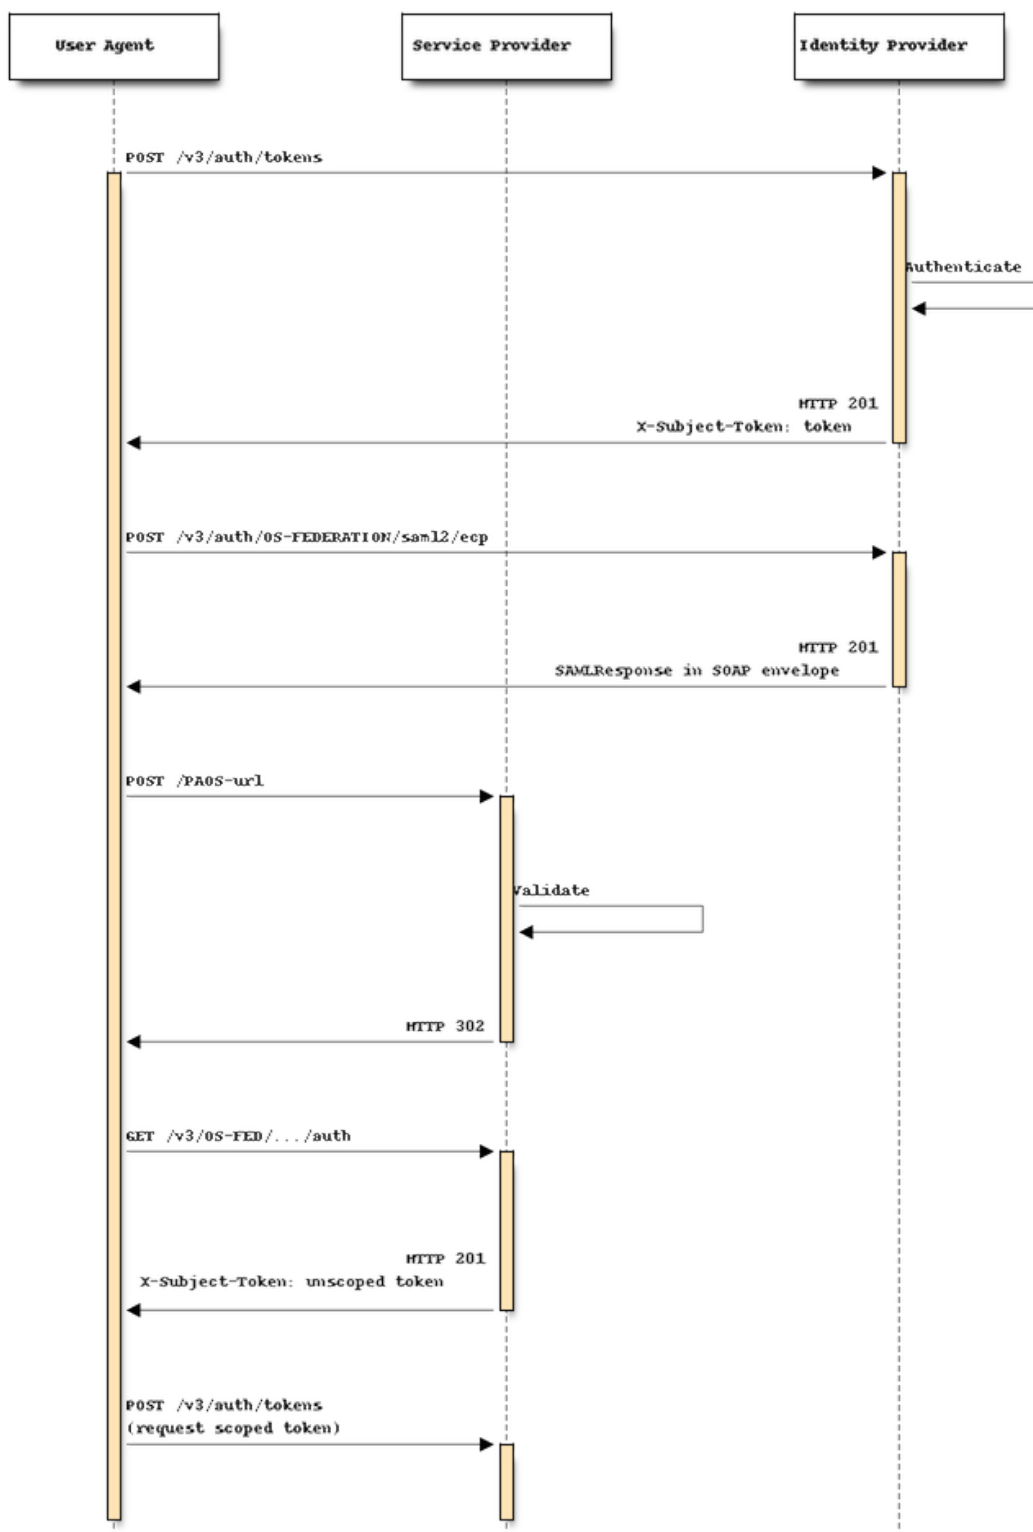 User Agent
Service Provider
Identity Provider
POST /v3/auth/tokens
Authenticate
HTTP 201
X-Subject-Token: token
POST /v3/auth/OS-FEDERATION/saml2/ecp
HTTP 201
SAMLResponse in SOAP envelope
POST /PAOS-url
Validate
HTTP 302
GET /v3/OS-FED/.../auth
HTTP 201
X-Subject-Token: unscoped token
POST /v3/auth/tokens
(request scoped token)